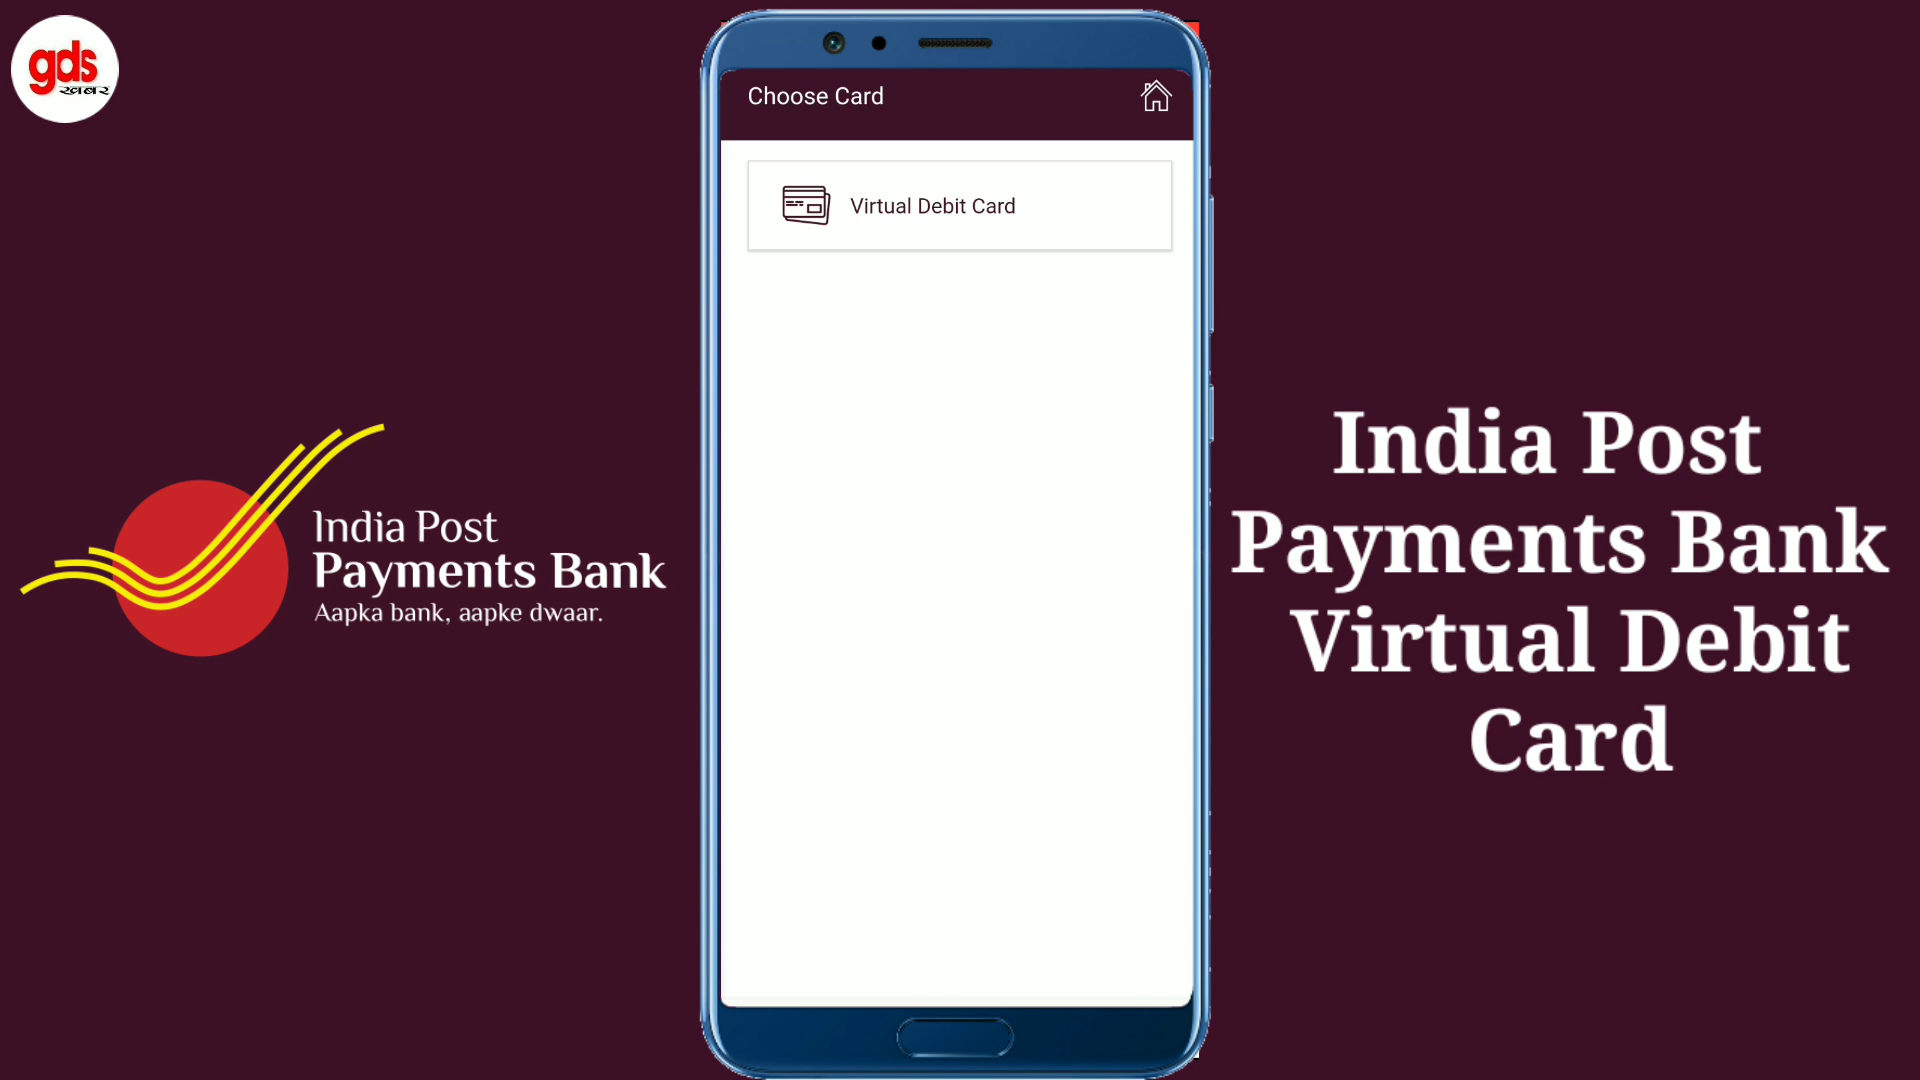 gds
खबर
Choose Card
Virtual Debit Card
India Post
Payments Bank
Aapka bank, aapke dwaar.
India Post
Payments Bank
Virtual Debit
Card